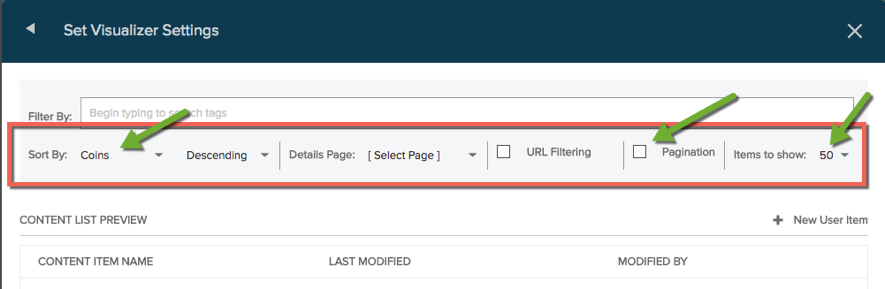 Set Visualizer Settings
Filter By: Begin typing to search tags
Sort By: Coins Descending Details Page: [ Select Page ] URL Filtering Pagination Items to show: 50
CONTENT LIST PREVIEW + New User Item
CONTENT ITEM NAME LAST MODIFIED MODIFIED BY